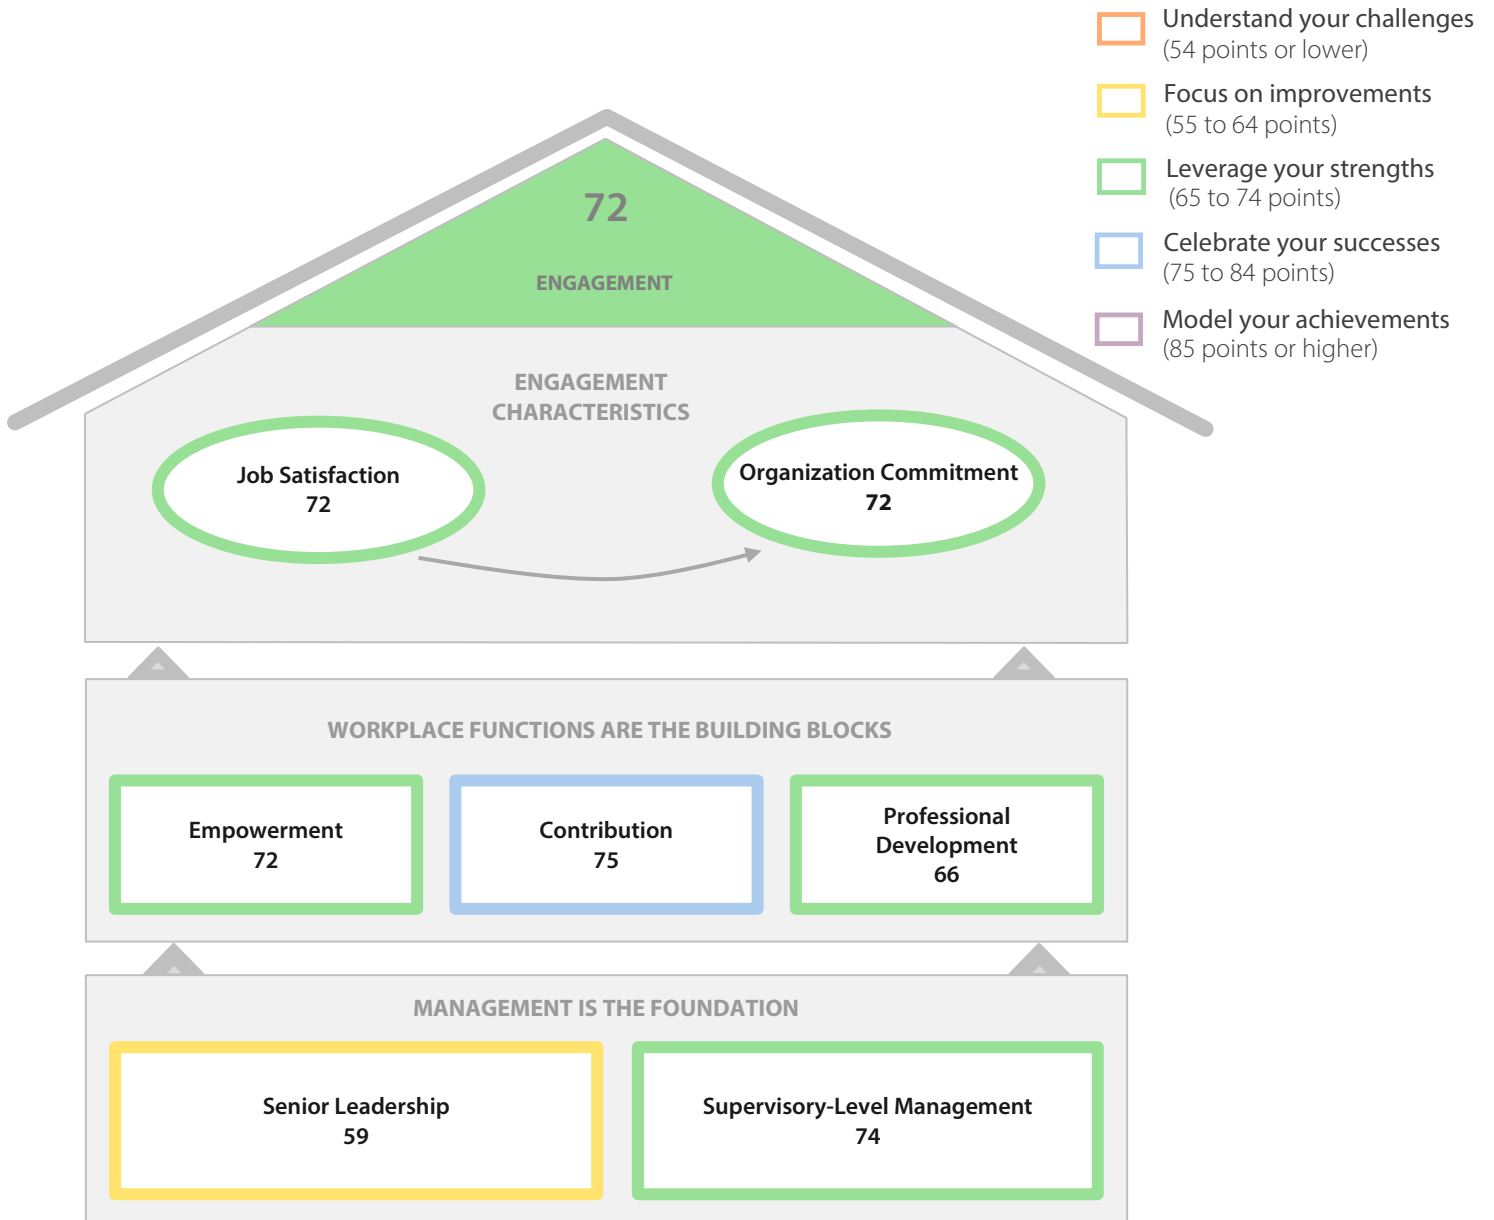 Understand your challenges
(54 points or lower)
Focus on improvements
(55 to 64 points)
Leverage your strengths
(65 to 74 points)
Celebrate your successes
(75 to 84 points)
Model your achievements
(85 points or higher)
72
ENGAGEMENT
ENGAGEMENT
CHARACTERISTICS
Job Satisfaction
72
Organization Commitment
72
WORKPLACE FUNCTIONS ARE THE BUILDING BLOCKS
Empowerment
72
Contribution
75
Professional
Development
66
MANAGEMENT IS THE FOUNDATION
Senior Leadership
59
Supervisory-Level Management
74